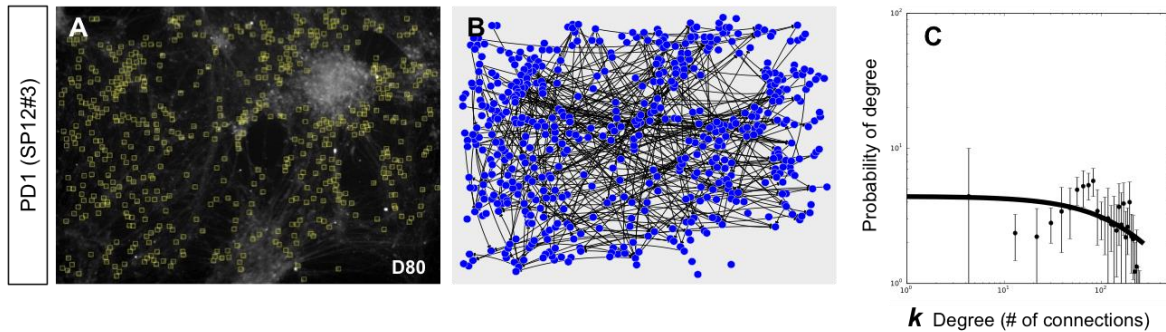 PD1 (SP12#3)
A
D80
B
C
Probability of degree
10²
10¹
10⁰
10⁰
10¹
10²
k Degree (# of connections)